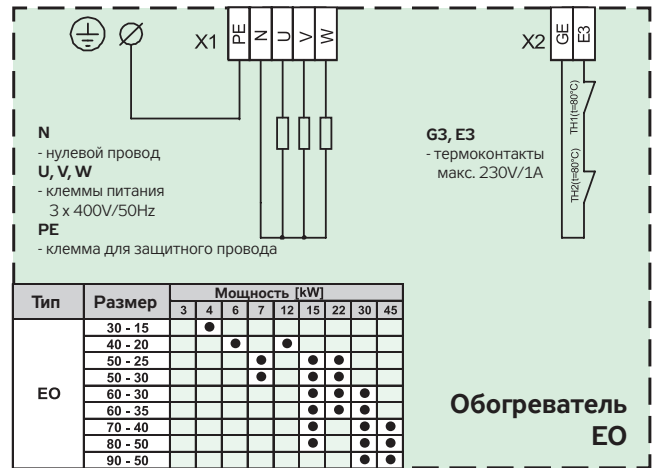 X1 PE N U V W
X2 GE E3
TH1(t=80°C)
TH2(t=80°C)
N
- нулевой провод
U, V, W
- клеммы питания
3 x 400V/50Hz
PE
- клемма для защитного провода
G3, E3
- термоконтакты
макс. 230V/1A
Тип Размер Мощность [kW]
3 4 6 7 12 15 22 30 45
EO
30 - 15 ●
40 - 20 ● ●
50 - 25 ● ● ●
50 - 30 ● ● ●
60 - 30 ● ● ●
60 - 35 ● ● ●
70 - 40 ● ● ●
80 - 50 ● ● ●
90 - 50 ● ●
Обогреватель
EO